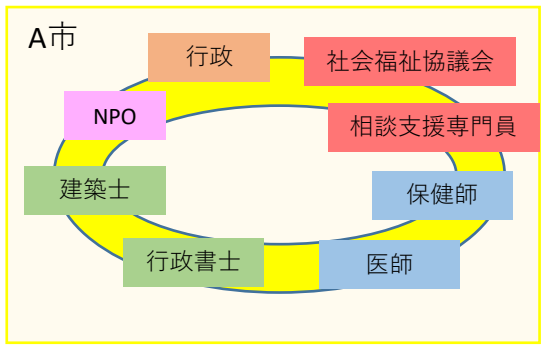 A市
行政
社会福祉協議会
NPO
相談支援専門員
建築士
保健師
行政書士
医師